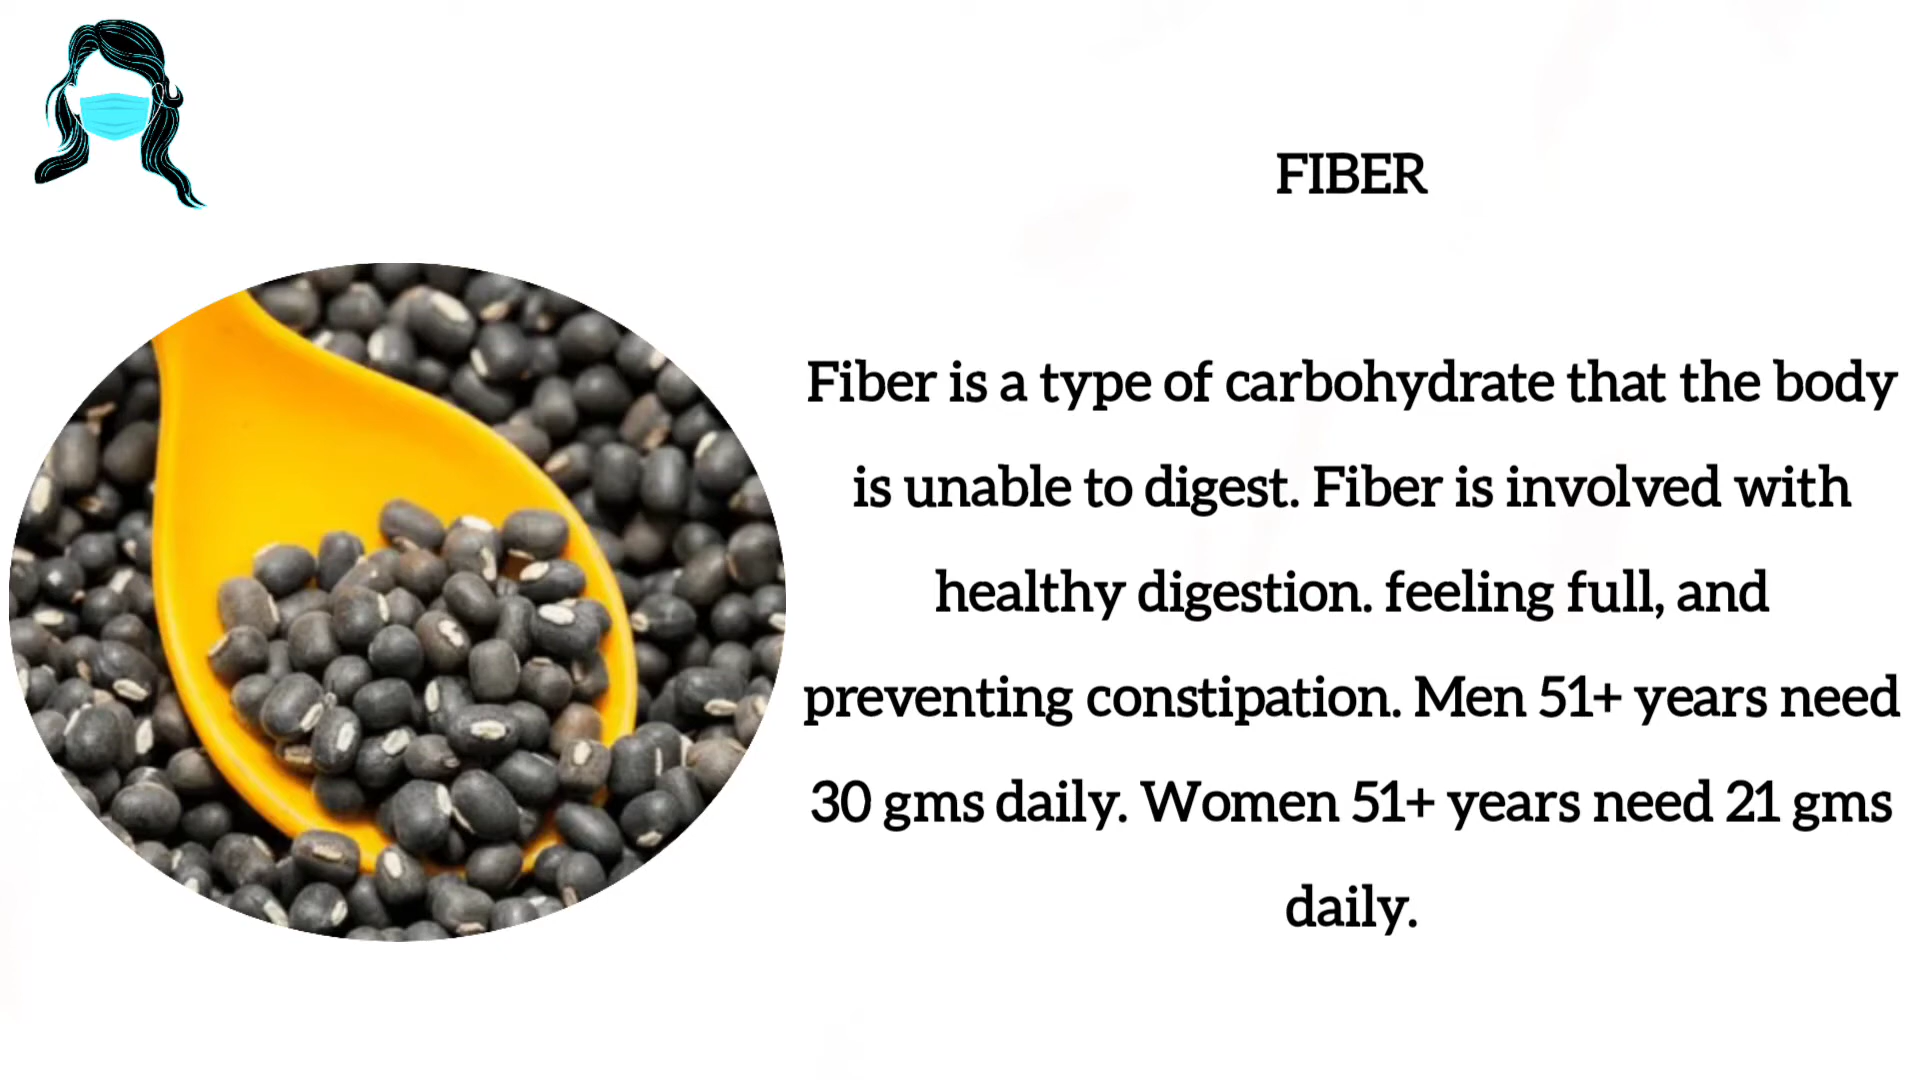 FIBER
Fiber is a type of carbohydrate that the body
is unable to digest. Fiber is involved with
healthy digestion. feeling full, and
preventing constipation. Men 51+ years need
30 gms daily. Women 51+ years need 21 gms
daily.